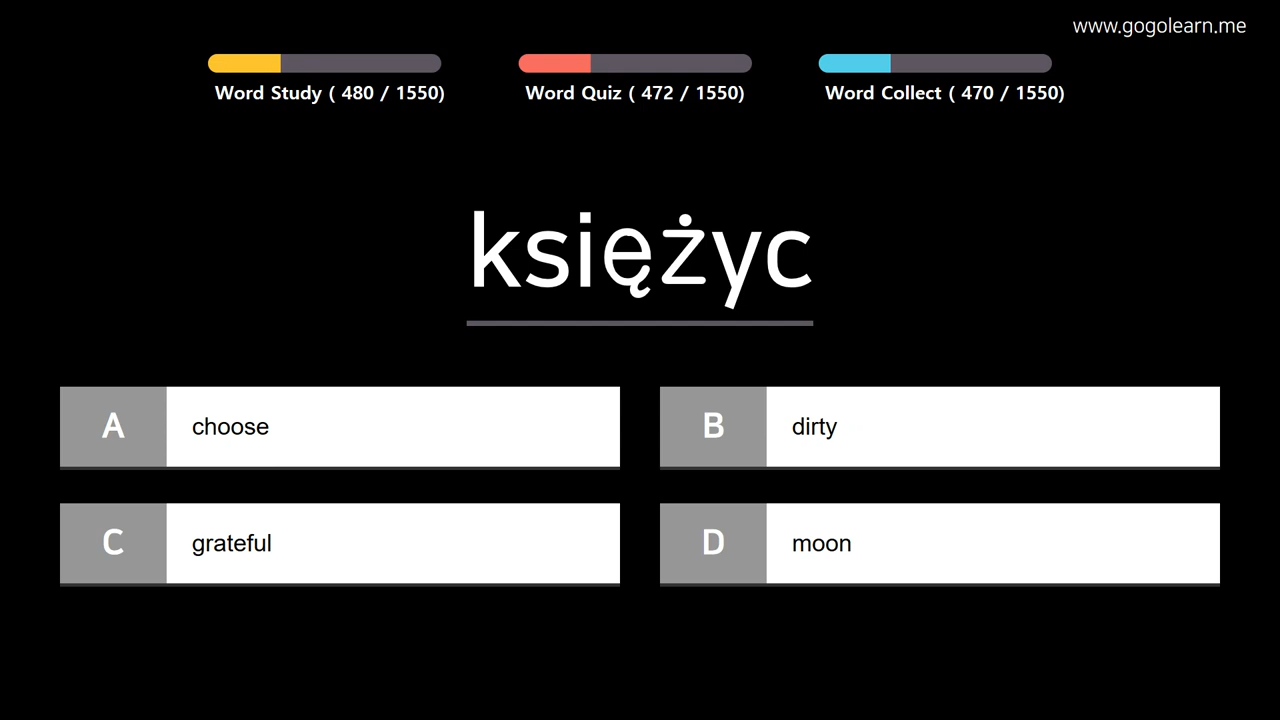 www.gogolearn.me
Word Study ( 480 / 1550)
Word Quiz ( 472 / 1550)
Word Collect ( 470 / 1550)
księżyc
A choose
B dirty
C grateful
D moon